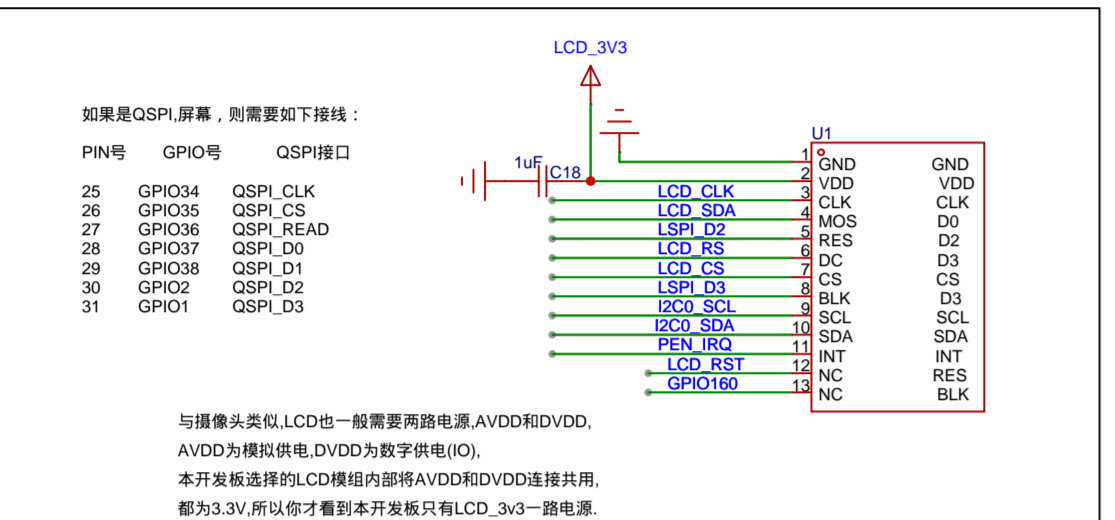 LCD_3V3
如果是QSPI,屏幕，则需要如下接线：
PIN号 GPIO号 QSPI接口
25 GPIO34 QSPI_CLK
26 GPIO35 QSPI_CS
27 GPIO36 QSPI_READ
28 GPIO37 QSPI_D0
29 GPIO38 QSPI_D1
30 GPIO2 QSPI_D2
31 GPIO1 QSPI_D3
1uF C18
U1
1 GND GND
2 VDD VDD
LCD_CLK 3 CLK CLK
LCD_SDA 4 MOS D0
LSPI_D2 5 RES D2
LCD_RS 6 DC D3
LCD_CS 7 CS CS
LSPI_D3 8 BLK D3
I2C0_SCL 9 SCL SCL
I2C0_SDA 10 SDA SDA
PEN_IRQ 11 INT INT
LCD_RST 12 NC RES
GPIO160 13 NC BLK
与摄像头类似,LCD也一般需要两路电源,AVDD和DVDD,
AVDD为模拟供电,DVDD为数字供电(IO),
本开发板选择的LCD模组内部将AVDD和DVDD连接共用,
都为3.3V,所以你才看到本开发板只有LCD_3v3一路电源.